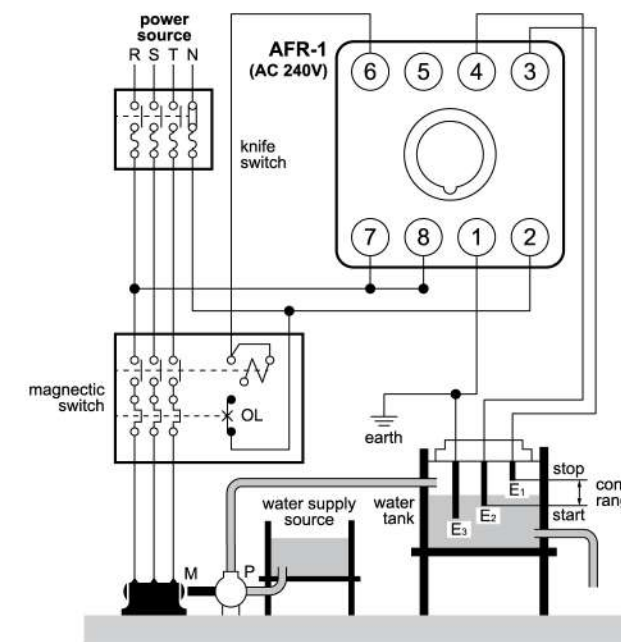 power
source
R S T N
AFR-1
(AC 240V)
6 5 4 3
knife
switch
7 8 1 2
magnectic
switch
OL
earth
water supply
source
water
tank
stop
E1
E2
E3
start
M
P